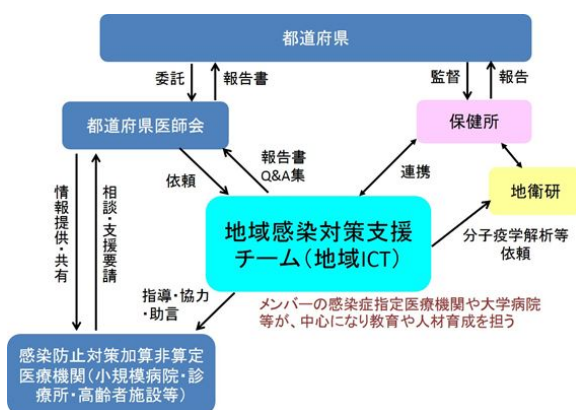 都道府県
委託
報告書
監督
報告
都道府県医師会
保健所
報告書
Q&A集
依頼
連携
地衛研
情報提供・共有
相談・支援要請
地域感染対策支援
チーム(地域ICT)
分子疫学解析等
依頼
指導・協力
・助言
メンバーの感染症指定医療機関や大学病院
等が、中心になり教育や人材育成を担う
感染防止対策加算非算定
医療機関(小規模病院・診
療所・高齢者施設等)